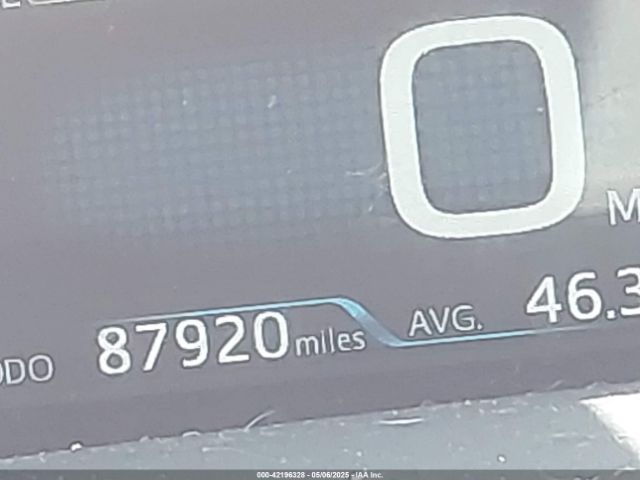 0
ODO 87920 miles AVG. 46.3
000-42196328 - 05/06/2025 - IAA Inc.